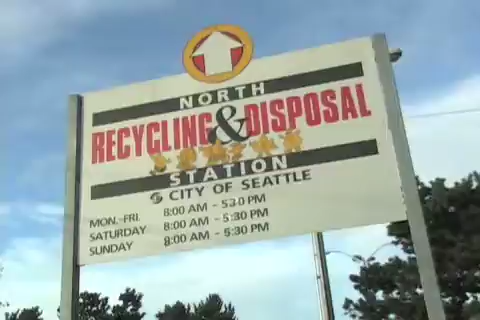 NORTH
RECYCLING & DISPOSAL
STATION
CITY OF SEATTLE
MON.-FRI. 8:00 AM - 5:30 PM
SATURDAY 8:00 AM - 5:30 PM
SUNDAY 8:00 AM - 5:30 PM